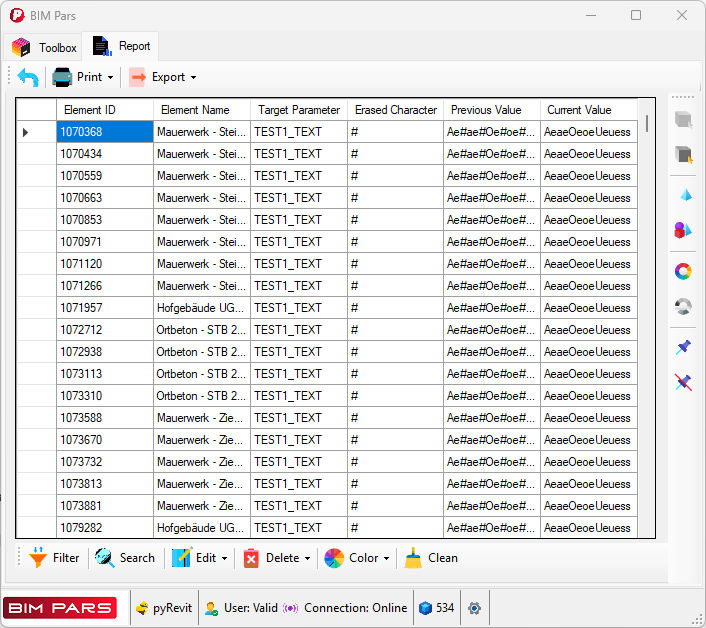 BIM Pars
Toolbox Report
Print Export
Element ID Element Name Target Parameter Erased Character Previous Value Current Value
1070368 Mauerwerk - Stei... TEST1_TEXT # Ae#ae#Oe#oe#... AeaeOeoeUeuess
1070434 Mauerwerk - Stei... TEST1_TEXT # Ae#ae#Oe#oe#... AeaeOeoeUeuess
1070559 Mauerwerk - Stei... TEST1_TEXT # Ae#ae#Oe#oe#... AeaeOeoeUeuess
1070663 Mauerwerk - Stei... TEST1_TEXT # Ae#ae#Oe#oe#... AeaeOeoeUeuess
1070853 Mauerwerk - Stei... TEST1_TEXT # Ae#ae#Oe#oe#... AeaeOeoeUeuess
1070971 Mauerwerk - Stei... TEST1_TEXT # Ae#ae#Oe#oe#... AeaeOeoeUeuess
1071120 Mauerwerk - Stei... TEST1_TEXT # Ae#ae#Oe#oe#... AeaeOeoeUeuess
1071266 Mauerwerk - Stei... TEST1_TEXT # Ae#ae#Oe#oe#... AeaeOeoeUeuess
1071957 Hofgebäude UG... TEST1_TEXT # Ae#ae#Oe#oe#... AeaeOeoeUeuess
1072712 Ortbeton - STB 2... TEST1_TEXT # Ae#ae#Oe#oe#... AeaeOeoeUeuess
1072938 Ortbeton - STB 2... TEST1_TEXT # Ae#ae#Oe#oe#... AeaeOeoeUeuess
1073113 Ortbeton - STB 2... TEST1_TEXT # Ae#ae#Oe#oe#... AeaeOeoeUeuess
1073310 Ortbeton - STB 2... TEST1_TEXT # Ae#ae#Oe#oe#... AeaeOeoeUeuess
1073588 Mauerwerk - Zie... TEST1_TEXT # Ae#ae#Oe#oe#... AeaeOeoeUeuess
1073670 Mauerwerk - Zie... TEST1_TEXT # Ae#ae#Oe#oe#... AeaeOeoeUeuess
1073732 Mauerwerk - Zie... TEST1_TEXT # Ae#ae#Oe#oe#... AeaeOeoeUeuess
1073813 Mauerwerk - Zie... TEST1_TEXT # Ae#ae#Oe#oe#... AeaeOeoeUeuess
1073881 Mauerwerk - Zie... TEST1_TEXT # Ae#ae#Oe#oe#... AeaeOeoeUeuess
1079282 Hofgebäude UG... TEST1_TEXT # Ae#ae#Oe#oe#... AeaeOeoeUeuess
Filter Search Edit Delete Color Clean
BIM PARS pyRevit User: Valid Connection: Online 534